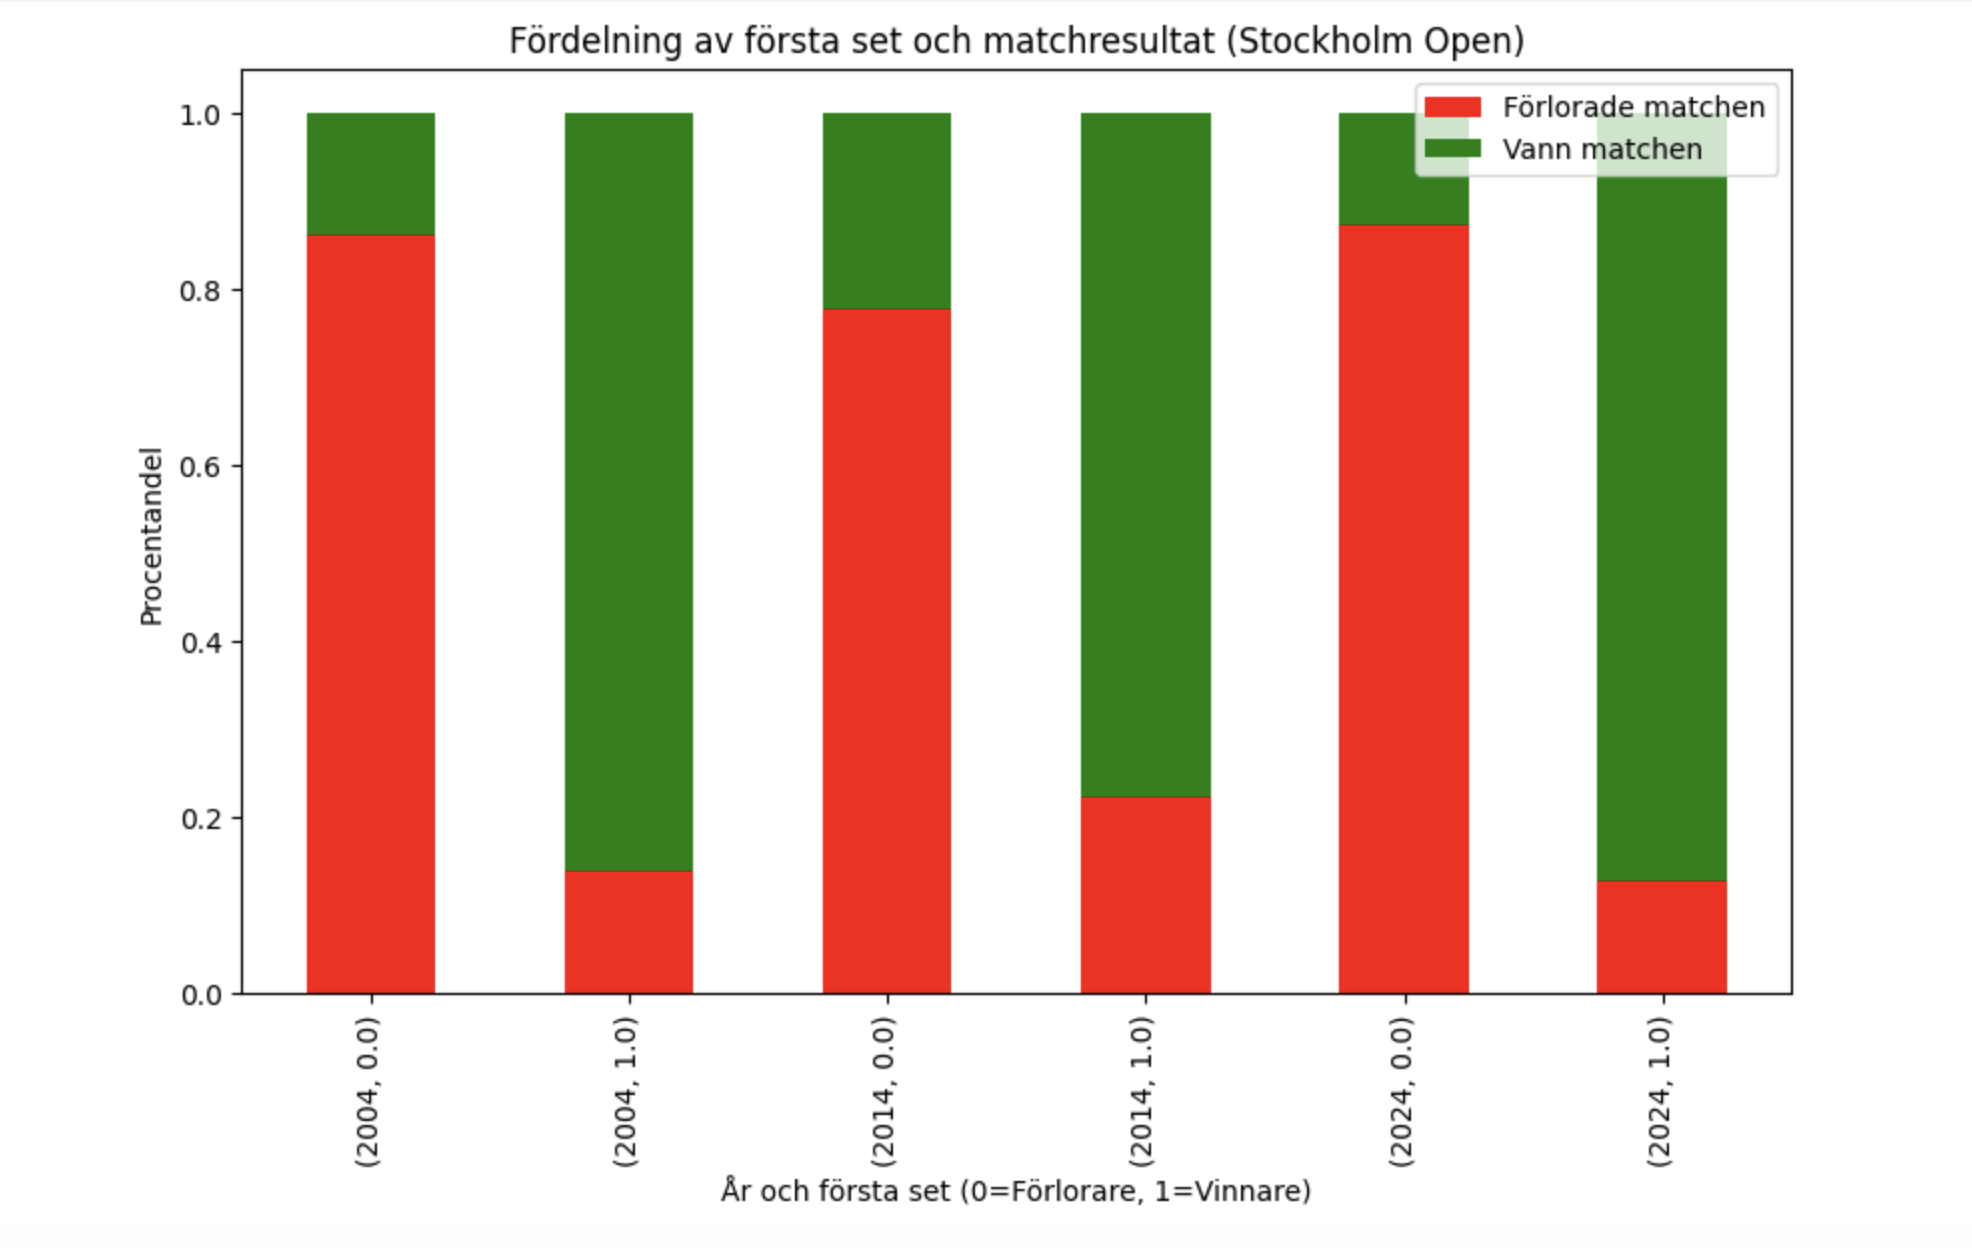 Fördelning av första set och matchresultat (Stockholm Open)
Förlorade matchen
Vann matchen
1.0
0.8
0.6
0.4
0.2
0.0
Procentandel
(2004, 0.0)
(2004, 1.0)
(2014, 0.0)
(2014, 1.0)
(2024, 0.0)
(2024, 1.0)
År och första set (0=Förlorare, 1=Vinnare)